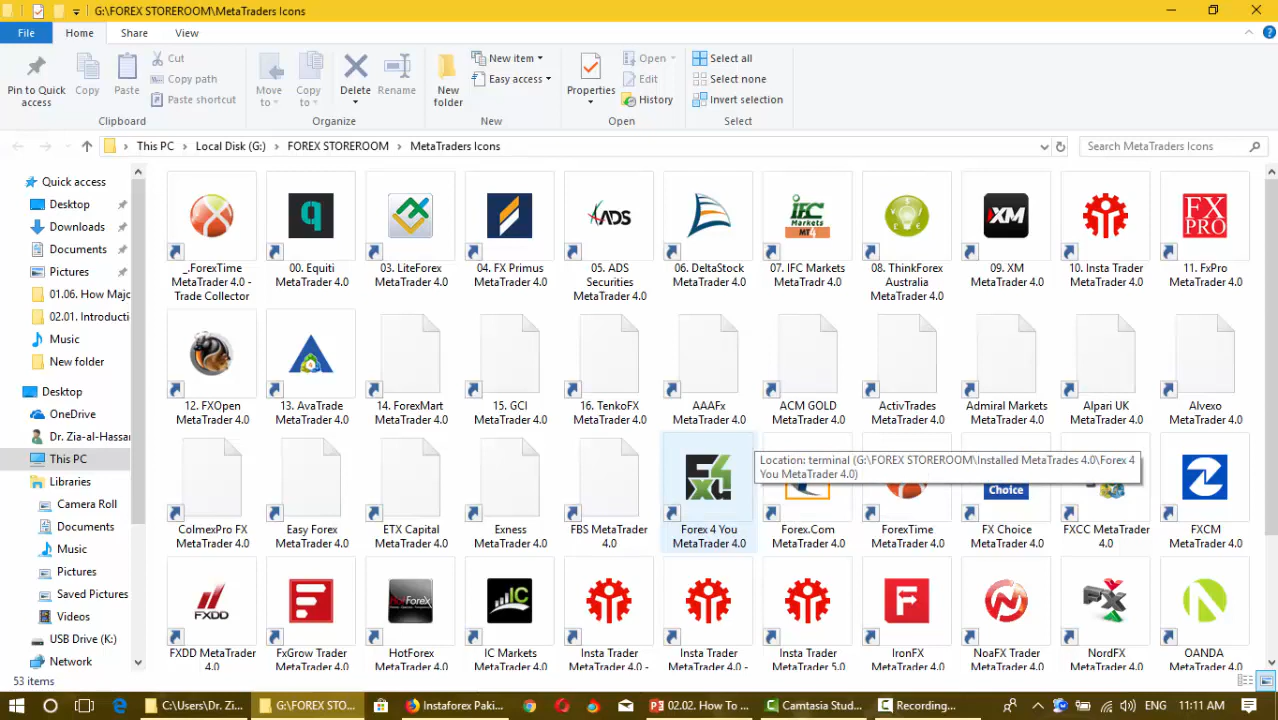 G:\FOREX STOREROOM\MetaTraders Icons
File Home Share View
Pin to Quick access
Copy
Paste
Cut
Copy path
Paste shortcut
Clipboard
Move to
Copy to
Delete
Rename
Organize
New folder
New item
Easy access
New
Properties
Open
Edit
History
Open
Select all
Select none
Invert selection
Select
This PC > Local Disk (G:) > FOREX STOREROOM > MetaTraders Icons
Search MetaTraders Icons
Quick access
Desktop
Downloads
Documents
Pictures
01.06. How Majo
02.01. Introducti
Music
New folder
Desktop
OneDrive
Dr. Zia-al-Hassan
This PC
Libraries
Camera Roll
Documents
Music
Pictures
Saved Pictures
Videos
USB Drive (K:)
Network
q
ADS
IFC
Markets
MT4
XM
FX
PRO
_.ForexTime MetaTrader 4.0 - Trade Collector
00. Equiti MetaTrader 4.0
03. LiteForex MetaTrader 4.0
04. FX Primus MetaTrader 4.0
05. ADS Securities MetaTrader 4.0
06. DeltaStock MetaTrader 4.0
07. IFC Markets MetaTradr 4.0
08. ThinkForex Australia MetaTrader 4.0
09. XM MetaTrader 4.0
10. Insta Trader MetaTrader 4.0
11. FxPro MetaTrader 4.0
12. FXOpen MetaTrader 4.0
13. AvaTrade MetaTrader 4.0
14. ForexMart MetaTrader 4.0
15. GCI MetaTrader 4.0
16. TenkoFX MetaTrader 4.0
AAAFx MetaTrader 4.0
ACM GOLD MetaTrader 4.0
ActivTrades MetaTrader 4.0
Admiral Markets MetaTrader 4.0
Alpari UK MetaTrader 4.0
Alvexo MetaTrader 4.0
Location: terminal (G:\FOREX STOREROOM\Installed MetaTrades 4.0\Forex 4
You MetaTrader 4.0)
Choice
ColmexPro FX MetaTrader 4.0
Easy Forex MetaTrader 4.0
ETX Capital MetaTrader 4.0
Exness MetaTrader 4.0
FBS MetaTrader 4.0
Forex 4 You MetaTrader 4.0
Forex.Com MetaTrader 4.0
ForexTime MetaTrader 4.0
FX Choice MetaTrader 4.0
FXCC MetaTrader 4.0
FXCM MetaTrader 4.0
FXDD
HotForex
IC
FX
FXDD MetaTrader 4.0
FxGrow Trader MetaTrader 4.0
HotForex MetaTrader 4.0
IC Markets MetaTrader 4.0
Insta Trader MetaTrader 4.0 -
Insta Trader MetaTrader 4.0 -
Insta Trader MetaTrader 5.0
IronFX MetaTrader 4.0
NoaFX Trader MetaTrader 4.0
NordFX MetaTrader 4.0
OANDA MetaTrader 4.0
53 items
C:\Users\Dr. Zi...
G:\FOREX STO...
Instaforex Paki...
02.02. How To ...
Camtasia Stud...
Recording...
ENG
11:11 AM